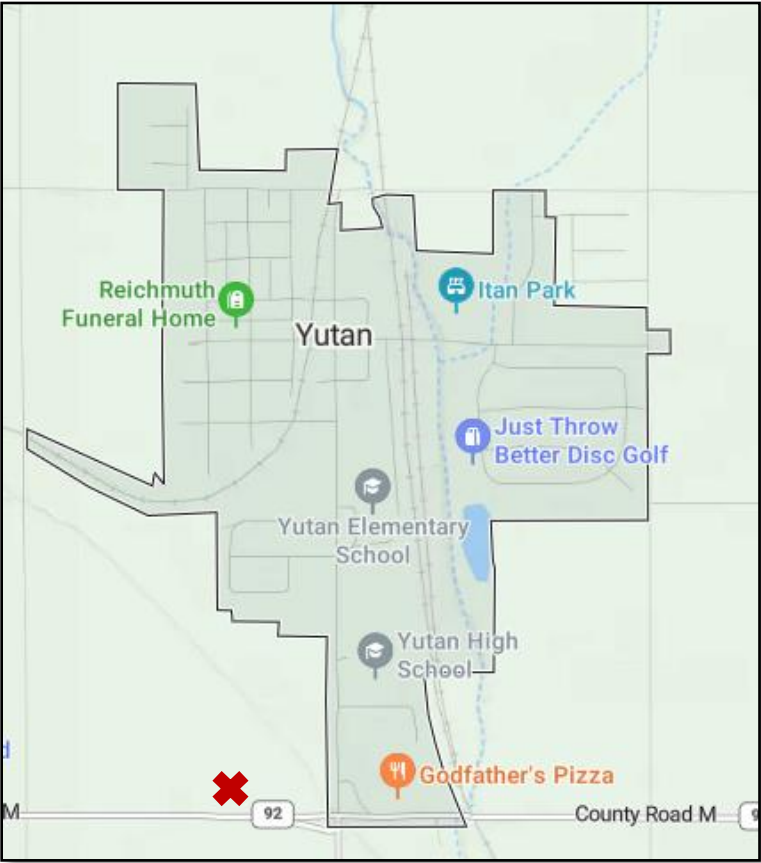 Reichmuth
Funeral Home
Itan Park
Yutan
Just Throw
Better Disc Golf
Yutan Elementary
School
Yutan High
School
d
Godfather's Pizza
M
92
County Road M
9